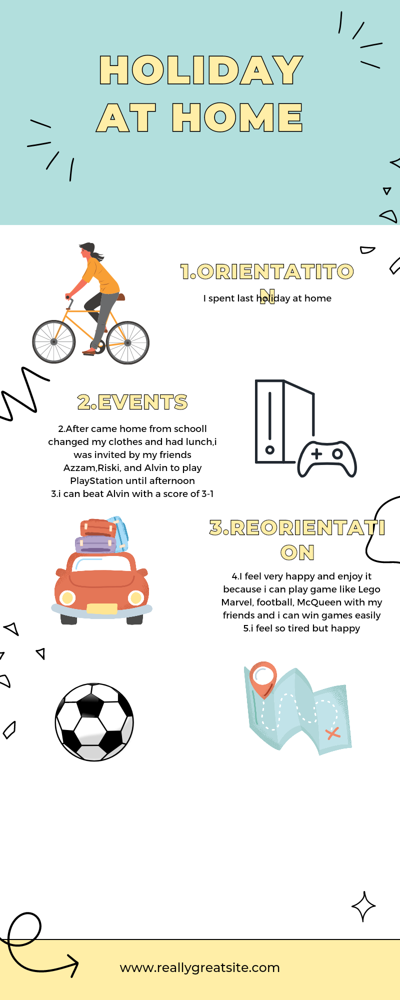 HOLIDAY
AT HOME
1.ORIENTATITO
N
I spent last holiday at home
2.EVENTS
2.After came home from schooll
changed my clothes and had lunch,i
was invited by my friends
Azzam,Riski, and Alvin to play
PlayStation until afternoon
3.i can beat Alvin with a score of 3-1
3.REORIENTATI
ON
4.I feel very happy and enjoy it
because i can play game like Lego
Marvel, football, McQueen with my
friends and i can win games easily
5.i feel so tired but happy
www.reallygreatsite.com